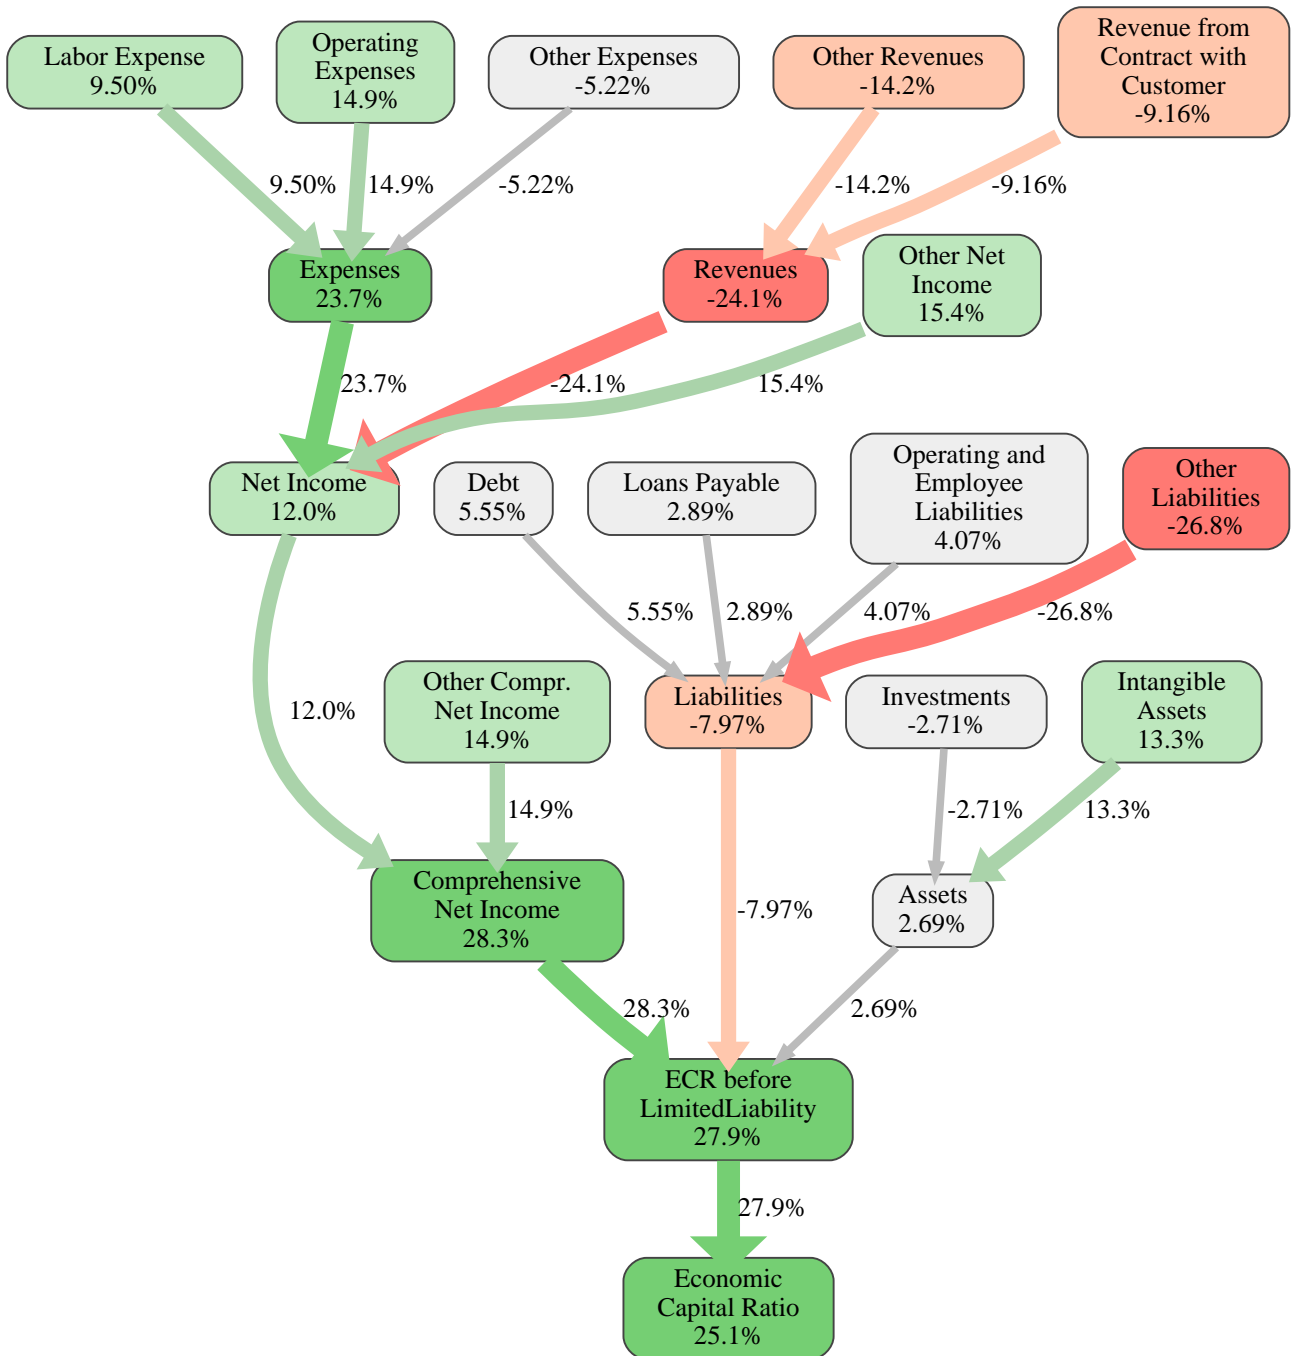 Labor Expense
9.50%
Operating
Expenses
14.9%
Other Expenses
-5.22%
Other Revenues
-14.2%
Revenue from
Contract with
Customer
-9.16%
9.50%
14.9%
-5.22%
-14.2%
-9.16%
Expenses
23.7%
Revenues
-24.1%
Other Net
Income
15.4%
23.7%
-24.1%
15.4%
Net Income
12.0%
Debt
5.55%
Loans Payable
2.89%
Operating and
Employee
Liabilities
4.07%
Other
Liabilities
-26.8%
5.55%
2.89%
4.07%
-26.8%
12.0%
Other Compr.
Net Income
14.9%
Liabilities
-7.97%
Investments
-2.71%
Intangible
Assets
13.3%
14.9%
-2.71%
13.3%
Comprehensive
Net Income
28.3%
-7.97%
Assets
2.69%
28.3%
2.69%
ECR before
LimitedLiability
27.9%
27.9%
Economic
Capital Ratio
25.1%